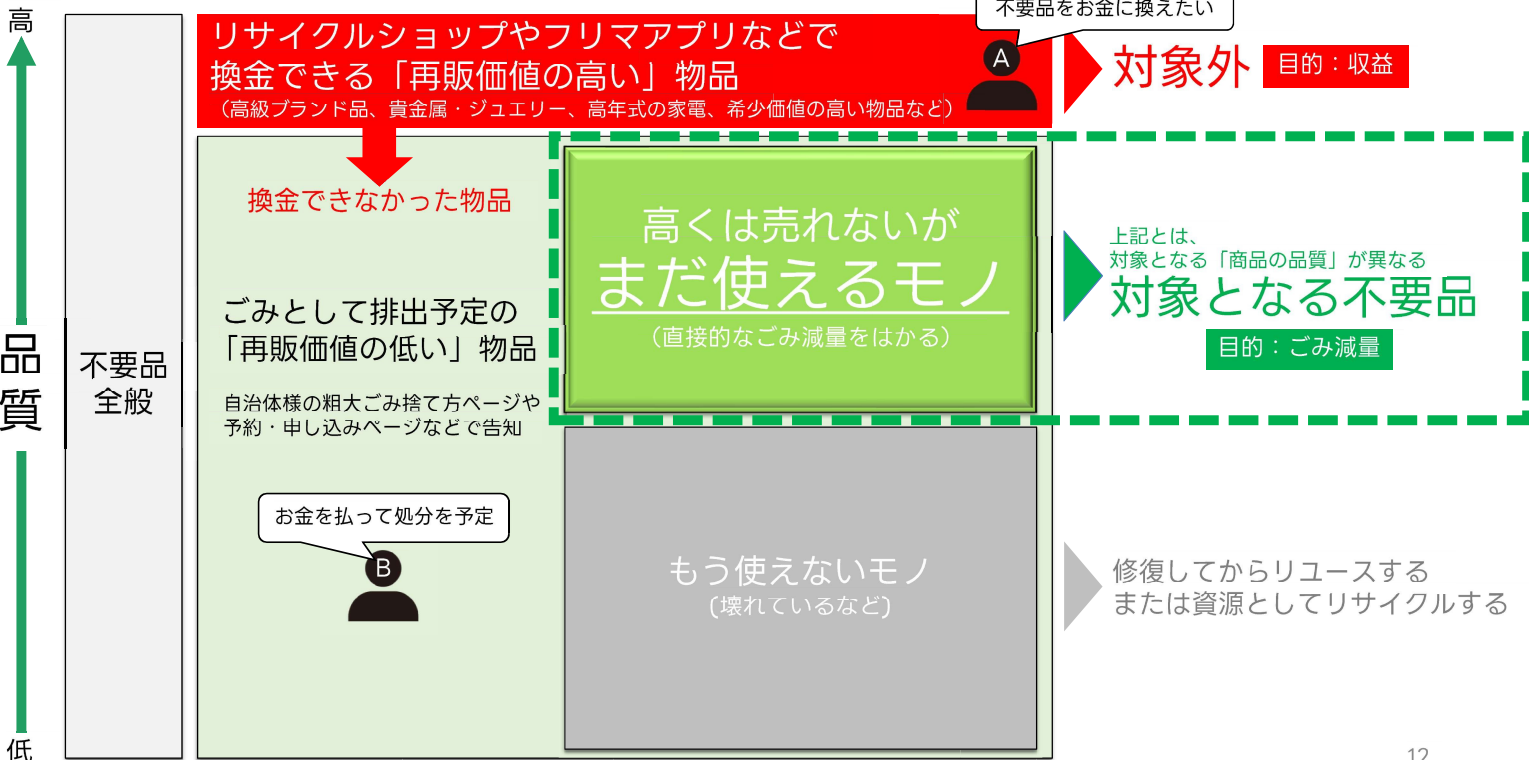 高
品
質
低
不要品
全般
リサイクルショップやフリマアプリなどで
換金できる「再販価値の高い」物品
（高級ブランド品、貴金属・ジュエリー、高年式の家電、希少価値の高い物品など）
不要品をお金に換えたい
A
対象外
目的：収益
換金できなかった物品
ごみとして排出予定の
「再販価値の低い」物品
自治体様の粗大ごみ捨て方ページや
予約・申し込みページなどで告知
お金を払って処分を予定
B
高くは売れないが
まだ使えるモノ
（直接的なごみ減量をはかる）
上記とは、
対象となる「商品の品質」が異なる
対象となる不要品
目的：ごみ減量
もう使えないモノ
(壊れているなど)
修復してからリユースする
または資源としてリサイクルする
12